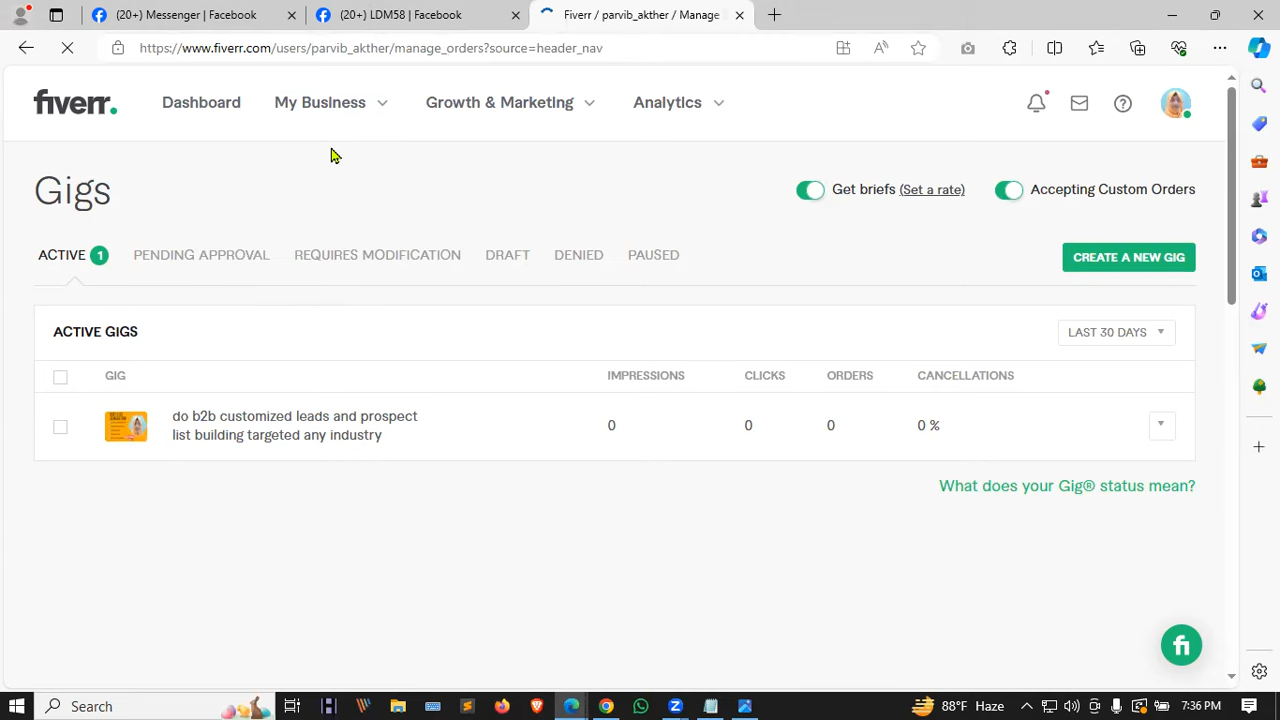 (20+) Messenger | Facebook
(20+) LDM58 | Facebook
Fiverr / parvib_akther / Manage
https://www.fiverr.com/users/parvib_akther/manage_orders?source=header_nav
fiverr.
Dashboard
My Business
Growth & Marketing
Analytics
Gigs
Get briefs (Set a rate)
Accepting Custom Orders
ACTIVE 1
PENDING APPROVAL
REQUIRES MODIFICATION
DRAFT
DENIED
PAUSED
CREATE A NEW GIG
ACTIVE GIGS
LAST 30 DAYS
GIG
IMPRESSIONS
CLICKS
ORDERS
CANCELLATIONS
do b2b customized leads and prospect
list building targeted any industry
0
0
0
0 %
What does your Gig® status mean?
fi
Search
88°F Haze
7:36 PM